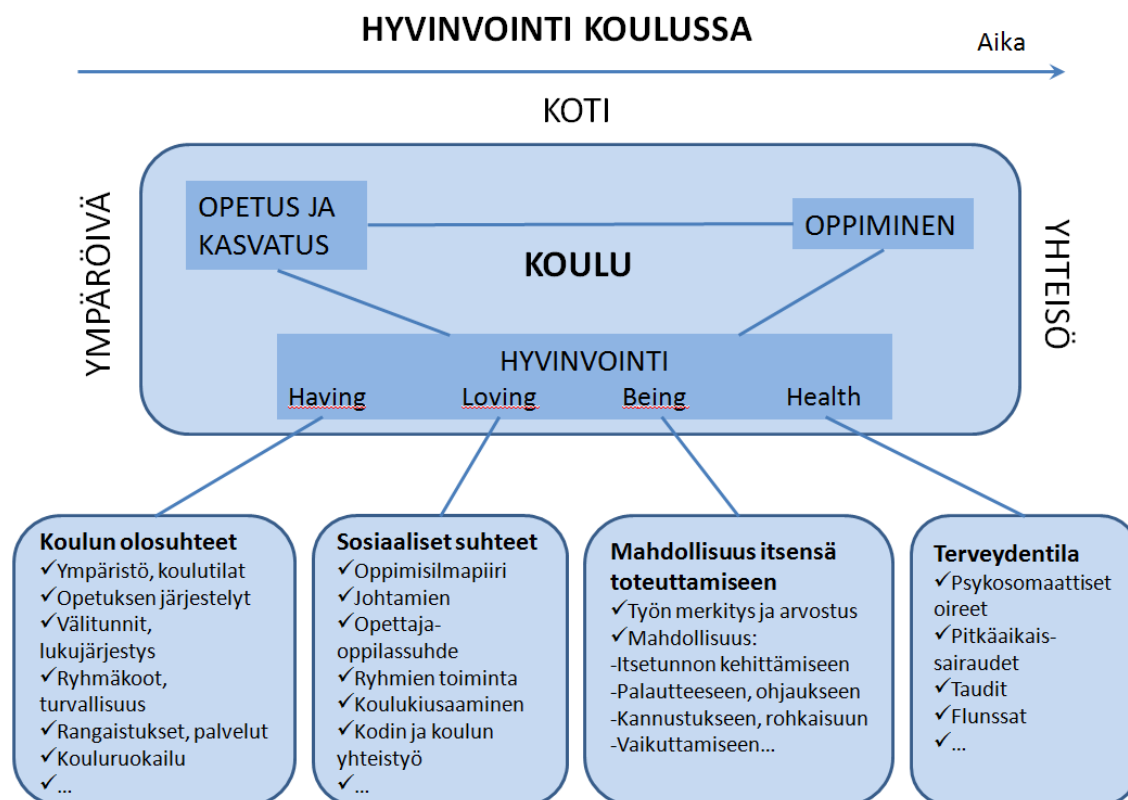 HYVINVOINTI KOULUSSA
Aika
KOTI
YMPÄRÖIVÄ
YHTEISÖ
OPETUS JA
KASVATUS
OPPIMINEN
KOULU
HYVINVOINTI
Having Loving Being Health
Koulun olosuhteet
✓Ympäristö, koulutilat
✓Opetuksen järjestelyt
✓Välitunnit,
lukujärjestys
✓Ryhmäkoot,
turvallisuus
✓Rangaistukset, palvelut
✓Kouluruokailu
✓…
Sosiaaliset suhteet
✓Oppimisilmapiiri
✓Johtamien
✓Opettaja-
oppilassuhde
✓Ryhmien toiminta
✓Koulukiusaaminen
✓Kodin ja koulun
yhteistyö
✓…
Mahdollisuus itsensä
toteuttamiseen
✓Työn merkitys ja arvostus
✓Mahdollisuus:
-Itsetunnon kehittämiseen
-Palautteeseen, ohjaukseen
-Kannustukseen, rohkaisuun
-Vaikuttamiseen…
Terveydentila
✓Psykosomaattiset
oireet
✓Pitkäaikais-
sairaudet
✓Taudit
✓Flunssat
✓…